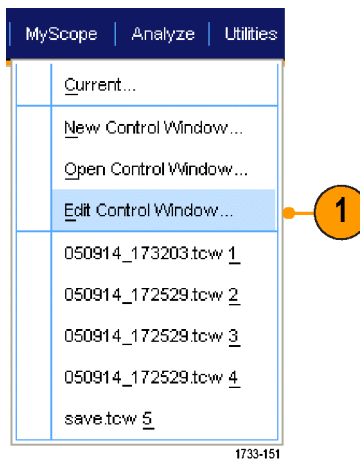 MyScope | Analyze | Utilities
Current...
New Control Window...
Open Control Window...
Edit Control Window...
1
050914_173203.tcw 1
050914_172529.tcw 2
050914_172529.tcw 3
050914_172529.tcw 4
save.tcw 5
1733-151